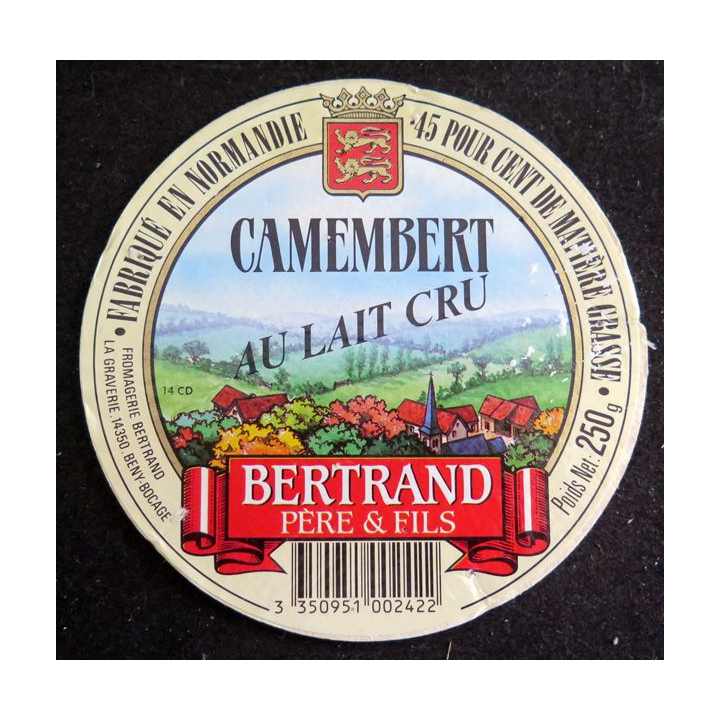 FABRIQUÉ EN NORMANDIE
45 POUR CENT DE MATIÈRE GRASSE
CAMEMBERT
AU LAIT CRU
14 CD
FROMAGERIE BERTRAND
LA GRAVERIE.14350.BENY-BOCAGE
Poids Net: 250g
BERTRAND
PÈRE & FILS
3 350951 002422